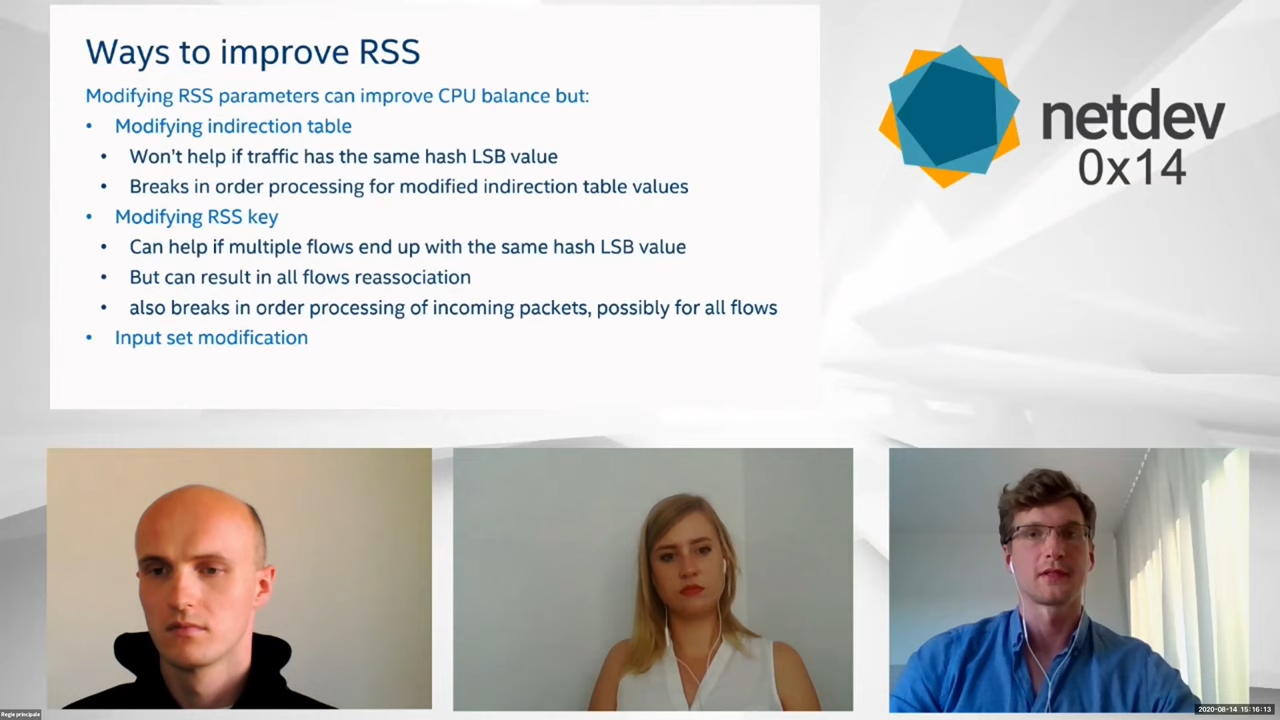 Ways to improve RSS
Modifying RSS parameters can improve CPU balance but:
• Modifying indirection table
• Won't help if traffic has the same hash LSB value
• Breaks in order processing for modified indirection table values
• Modifying RSS key
• Can help if multiple flows end up with the same hash LSB value
• But can result in all flows reassociation
• also breaks in order processing of incoming packets, possibly for all flows
• Input set modification
netdev
0x14
Regie principale
2020-08-14 15:16:13